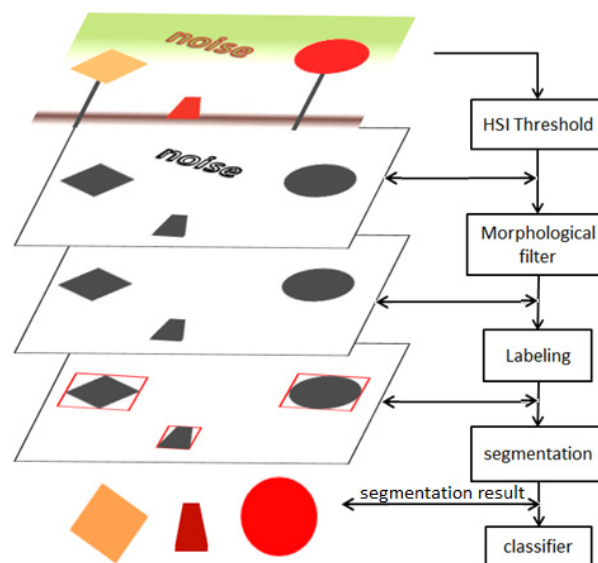 noise
HSI Threshold
noise
Morphological
filter
Labeling
segmentation
segmentation result
classifier